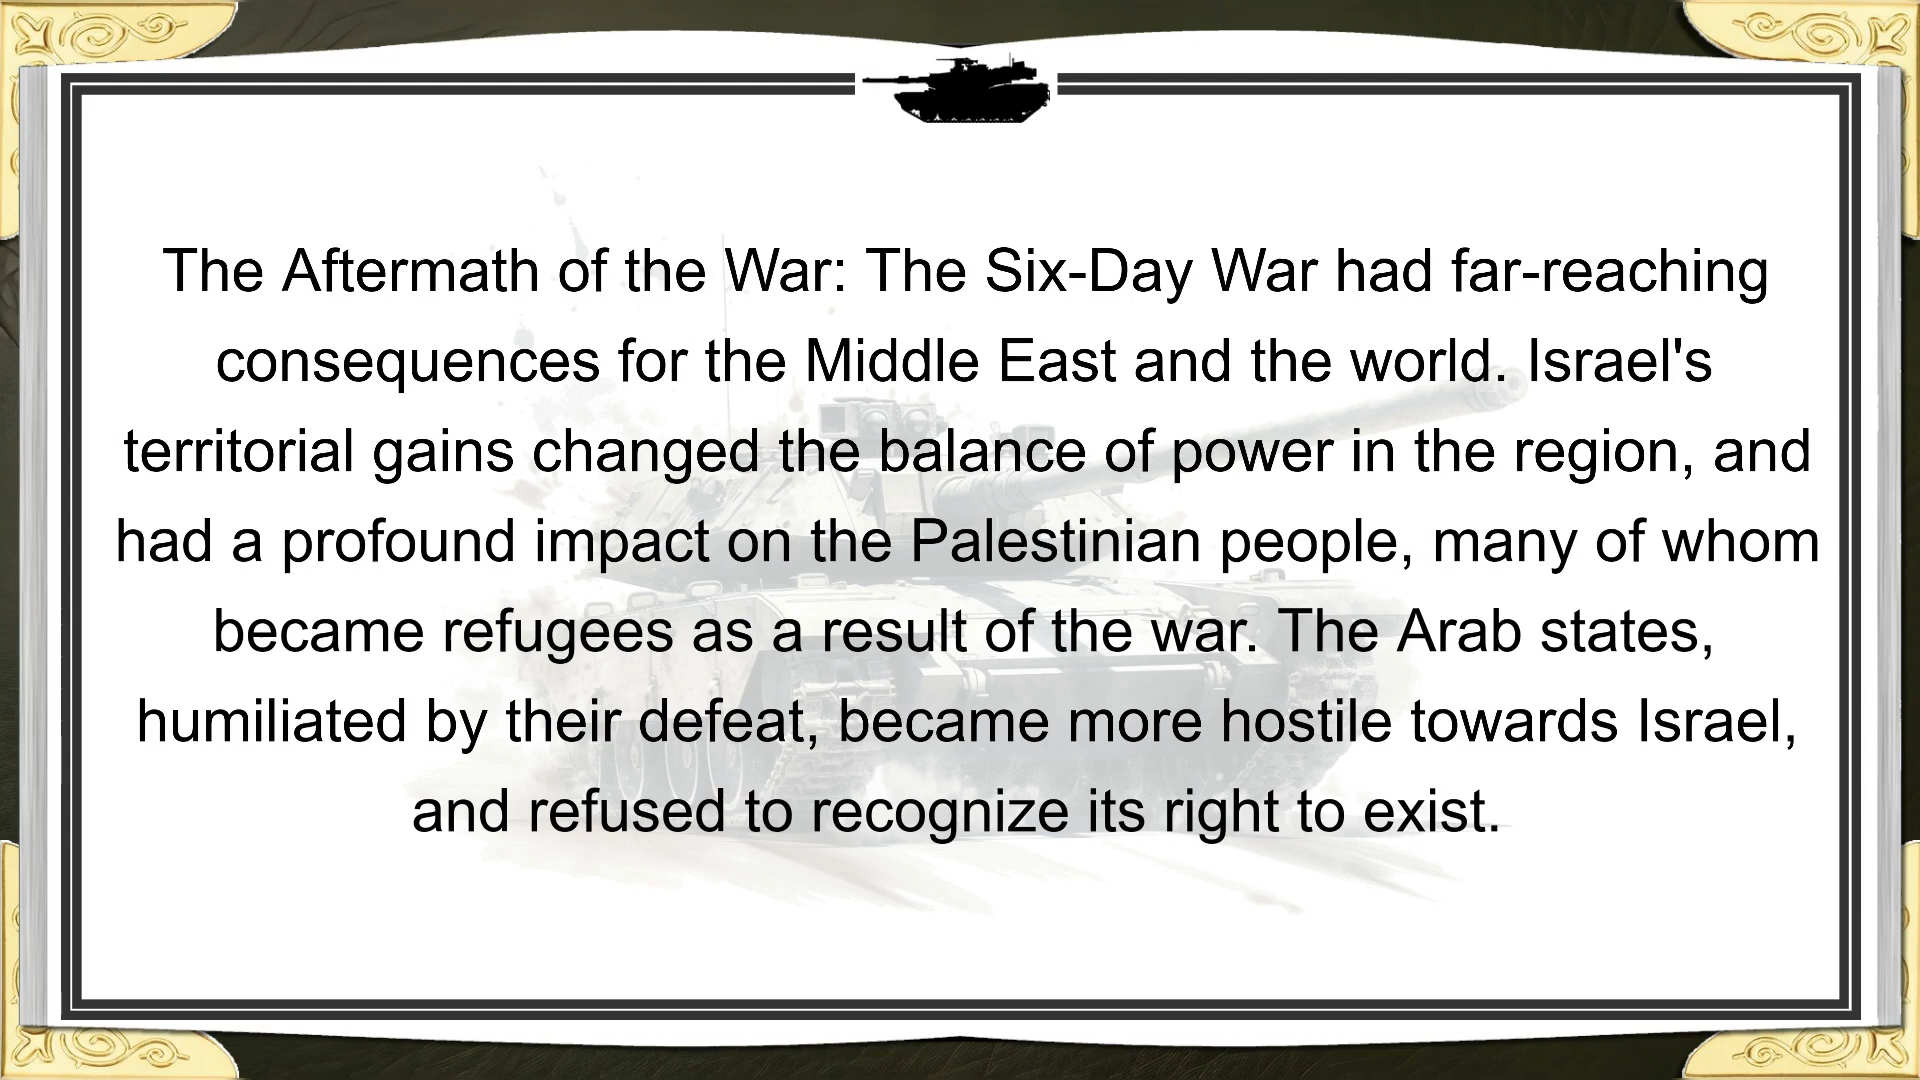 The Aftermath of the War: The Six-Day War had far-reaching
consequences for the Middle East and the world. Israel's
territorial gains changed the balance of power in the region, and
had a profound impact on the Palestinian people, many of whom
became refugees as a result of the war. The Arab states,
humiliated by their defeat, became more hostile towards Israel,
and refused to recognize its right to exist.